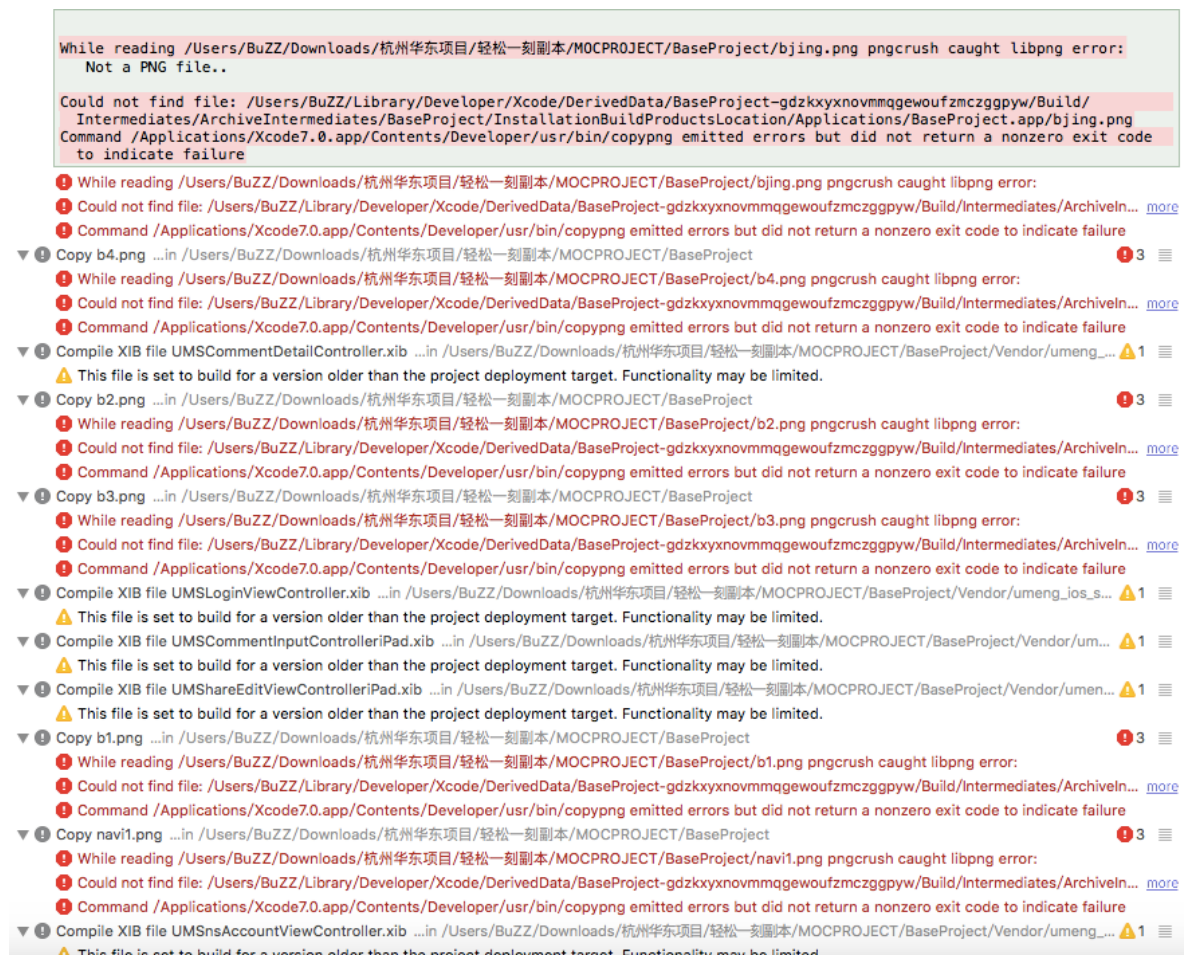 While reading /Users/BuZZ/Downloads/杭州华东项目/轻松一刻副本/MOCPROJECT/BaseProject/bjing.png pngcrush caught libpng error:
Not a PNG file..
Could not find file: /Users/BuZZ/Library/Developer/Xcode/DerivedData/BaseProject-gdzkxyxnovmmqgewoufzmczggpyw/Build/
Intermediates/ArchiveIntermediates/BaseProject/InstallationBuildProductsLocation/Applications/BaseProject.app/bjing.png
Command /Applications/Xcode7.0.app/Contents/Developer/usr/bin/copypng emitted errors but did not return a nonzero exit code
to indicate failure
While reading /Users/BuZZ/Downloads/杭州华东项目/轻松一刻副本/MOCPROJECT/BaseProject/bjing.png pngcrush caught libpng error:
Could not find file: /Users/BuZZ/Library/Developer/Xcode/DerivedData/BaseProject-gdzkxyxnovmmqgewoufzmczggpyw/Build/Intermediates/ArchiveIn... more
Command /Applications/Xcode7.0.app/Contents/Developer/usr/bin/copypng emitted errors but did not return a nonzero exit code to indicate failure
Copy b4.png ...in /Users/BuZZ/Downloads/杭州华东项目/轻松一刻副本/MOCPROJECT/BaseProject 3
While reading /Users/BuZZ/Downloads/杭州华东项目/轻松一刻副本/MOCPROJECT/BaseProject/b4.png pngcrush caught libpng error:
Could not find file: /Users/BuZZ/Library/Developer/Xcode/DerivedData/BaseProject-gdzkxyxnovmmqgewoufzmczggpyw/Build/Intermediates/ArchiveIn... more
Command /Applications/Xcode7.0.app/Contents/Developer/usr/bin/copypng emitted errors but did not return a nonzero exit code to indicate failure
Compile XIB file UMSCommentDetailController.xib ...in /Users/BuZZ/Downloads/杭州华东项目/轻松一刻副本/MOCPROJECT/BaseProject/Vendor/umeng_... 1
This file is set to build for a version older than the project deployment target. Functionality may be limited.
Copy b2.png ...in /Users/BuZZ/Downloads/杭州华东项目/轻松一刻副本/MOCPROJECT/BaseProject 3
While reading /Users/BuZZ/Downloads/杭州华东项目/轻松一刻副本/MOCPROJECT/BaseProject/b2.png pngcrush caught libpng error:
Could not find file: /Users/BuZZ/Library/Developer/Xcode/DerivedData/BaseProject-gdzkxyxnovmmqgewoufzmczggpyw/Build/Intermediates/ArchiveIn... more
Command /Applications/Xcode7.0.app/Contents/Developer/usr/bin/copypng emitted errors but did not return a nonzero exit code to indicate failure
Copy b3.png ...in /Users/BuZZ/Downloads/杭州华东项目/轻松一刻副本/MOCPROJECT/BaseProject 3
While reading /Users/BuZZ/Downloads/杭州华东项目/轻松一刻副本/MOCPROJECT/BaseProject/b3.png pngcrush caught libpng error:
Could not find file: /Users/BuZZ/Library/Developer/Xcode/DerivedData/BaseProject-gdzkxyxnovmmqgewoufzmczggpyw/Build/Intermediates/ArchiveIn... more
Command /Applications/Xcode7.0.app/Contents/Developer/usr/bin/copypng emitted errors but did not return a nonzero exit code to indicate failure
Compile XIB file UMSLoginViewController.xib ...in /Users/BuZZ/Downloads/杭州华东项目/轻松一刻副本/MOCPROJECT/BaseProject/Vendor/umeng_ios_s... 1
This file is set to build for a version older than the project deployment target. Functionality may be limited.
Compile XIB file UMSCommentInputControlleriPad.xib ...in /Users/BuZZ/Downloads/杭州华东项目/轻松一刻副本/MOCPROJECT/BaseProject/Vendor/um... 1
This file is set to build for a version older than the project deployment target. Functionality may be limited.
Compile XIB file UMShareEditViewControlleriPad.xib ...in /Users/BuZZ/Downloads/杭州华东项目/轻松一刻副本/MOCPROJECT/BaseProject/Vendor/umen... 1
This file is set to build for a version older than the project deployment target. Functionality may be limited.
Copy b1.png ...in /Users/BuZZ/Downloads/杭州华东项目/轻松一刻副本/MOCPROJECT/BaseProject 3
While reading /Users/BuZZ/Downloads/杭州华东项目/轻松一刻副本/MOCPROJECT/BaseProject/b1.png pngcrush caught libpng error:
Could not find file: /Users/BuZZ/Library/Developer/Xcode/DerivedData/BaseProject-gdzkxyxnovmmqgewoufzmczggpyw/Build/Intermediates/ArchiveIn... more
Command /Applications/Xcode7.0.app/Contents/Developer/usr/bin/copypng emitted errors but did not return a nonzero exit code to indicate failure
Copy navi1.png ...in /Users/BuZZ/Downloads/杭州华东项目/轻松一刻副本/MOCPROJECT/BaseProject 3
While reading /Users/BuZZ/Downloads/杭州华东项目/轻松一刻副本/MOCPROJECT/BaseProject/navi1.png pngcrush caught libpng error:
Could not find file: /Users/BuZZ/Library/Developer/Xcode/DerivedData/BaseProject-gdzkxyxnovmmqgewoufzmczggpyw/Build/Intermediates/ArchiveIn... more
Command /Applications/Xcode7.0.app/Contents/Developer/usr/bin/copypng emitted errors but did not return a nonzero exit code to indicate failure
Compile XIB file UMSnsAccountViewController.xib ...in /Users/BuZZ/Downloads/杭州华东项目/轻松一刻副本/MOCPROJECT/BaseProject/Vendor/umeng_... 1
This file is set to build for a version older than the project deployment target. Functionality may be limited.